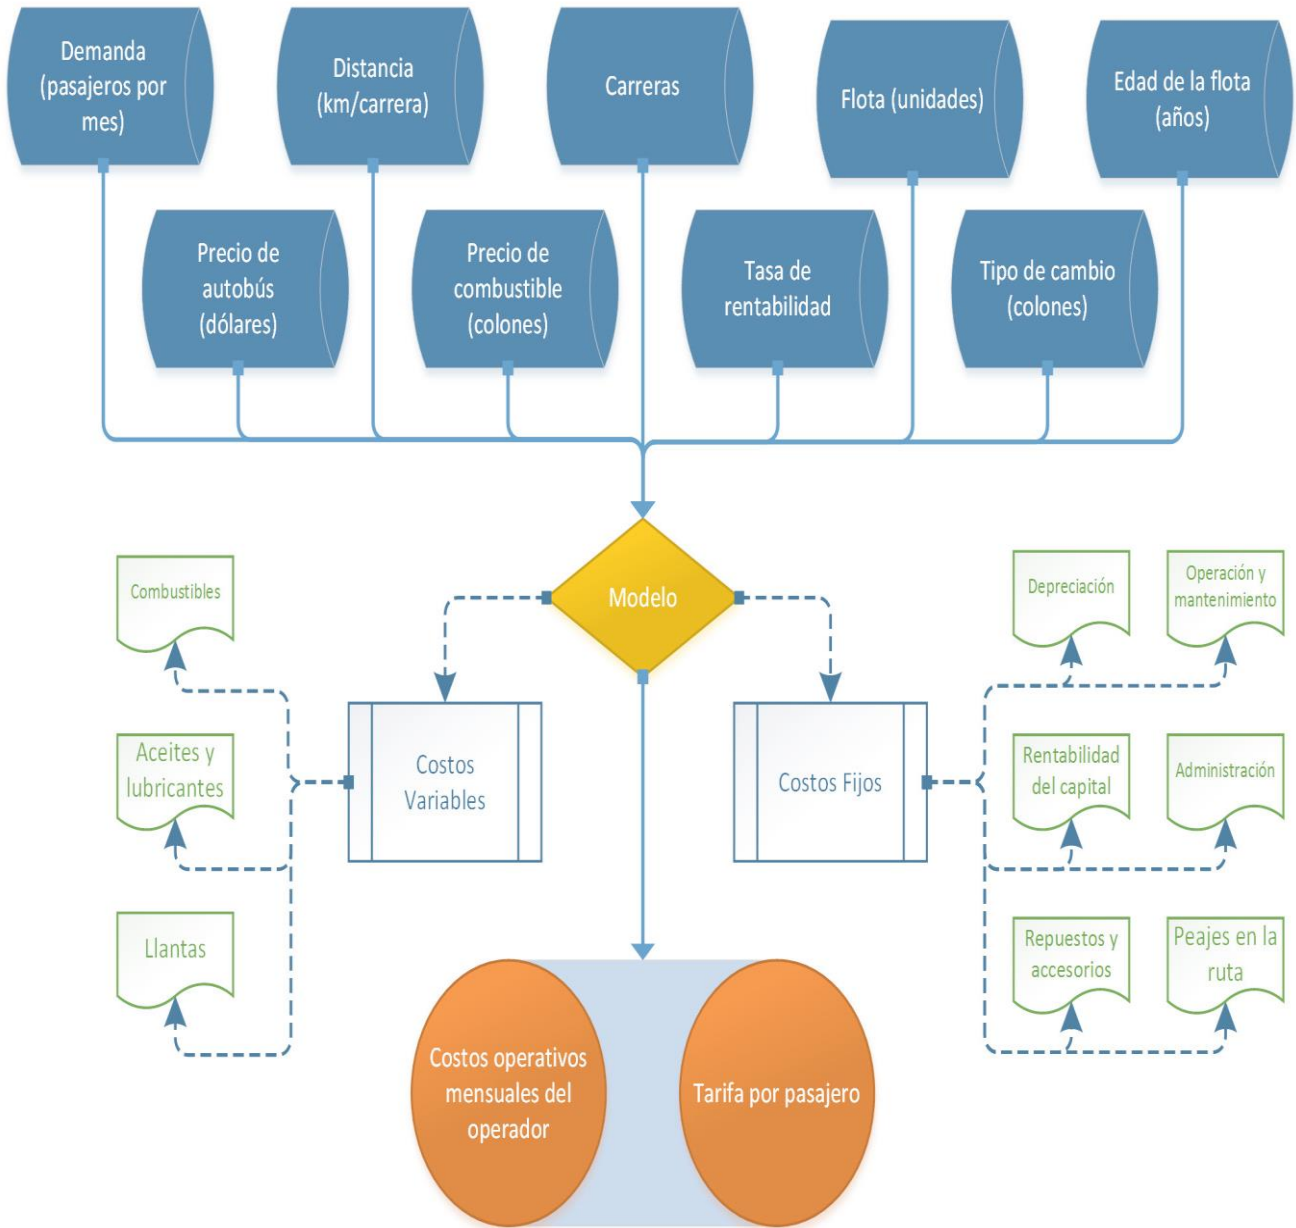 Demanda
(pasajeros por
mes)
Distancia
(km/carrera)
Carreras
Flota (unidades)
Edad de la flota
(años)
Precio de
autobús
(dólares)
Precio de
combustible
(colones)
Tasa de
rentabilidad
Tipo de cambio
(colones)
Modelo
Combustibles
Aceites y
lubricantes
Llantas
Costos
Variables
Costos Fijos
Depreciación
Operación y
mantenimiento
Rentabilidad
del capital
Administración
Repuestos y
accesorios
Peajes en la
ruta
Costos operativos
mensuales del
operador
Tarifa por pasajero